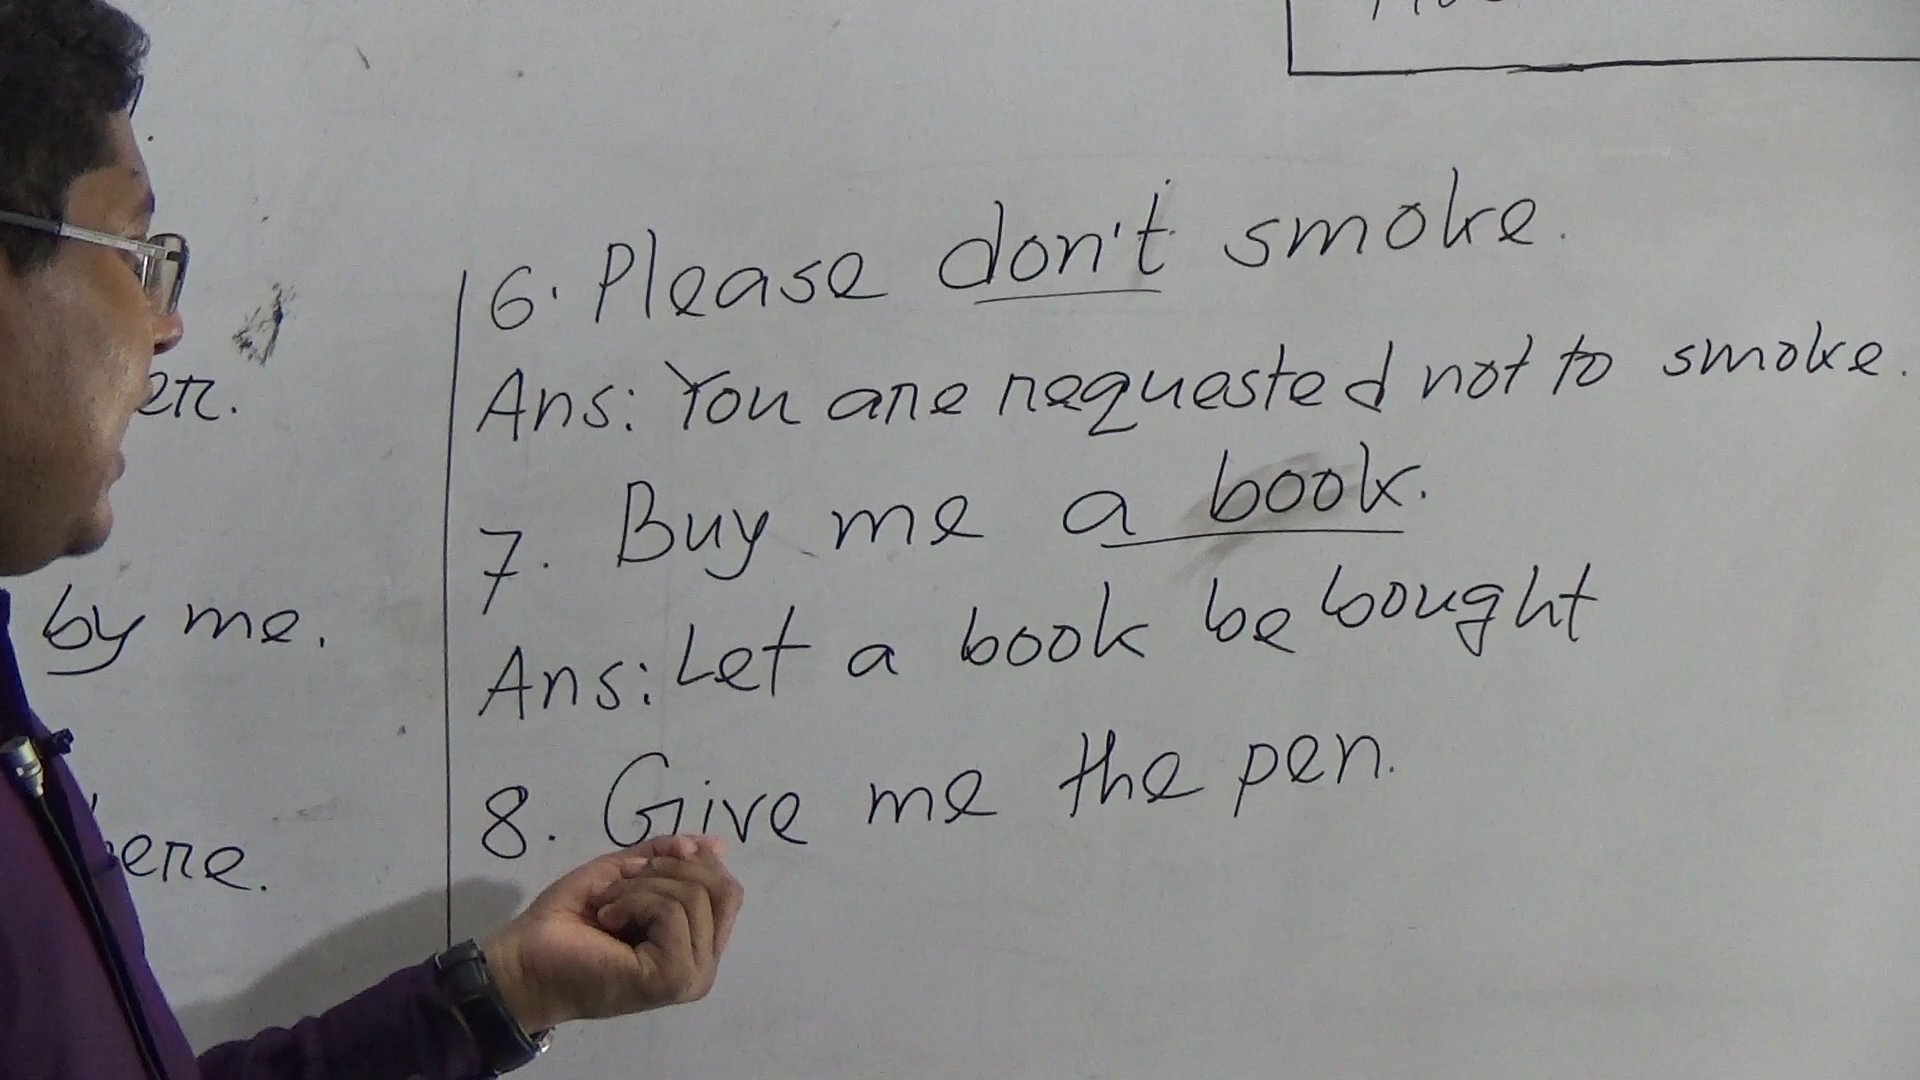 er.
by me.
ere.
6. Please don't smoke.
Ans: You are requested not to smoke.
7. Buy me a book.
Ans: Let a book be bought
8. Give me the pen.